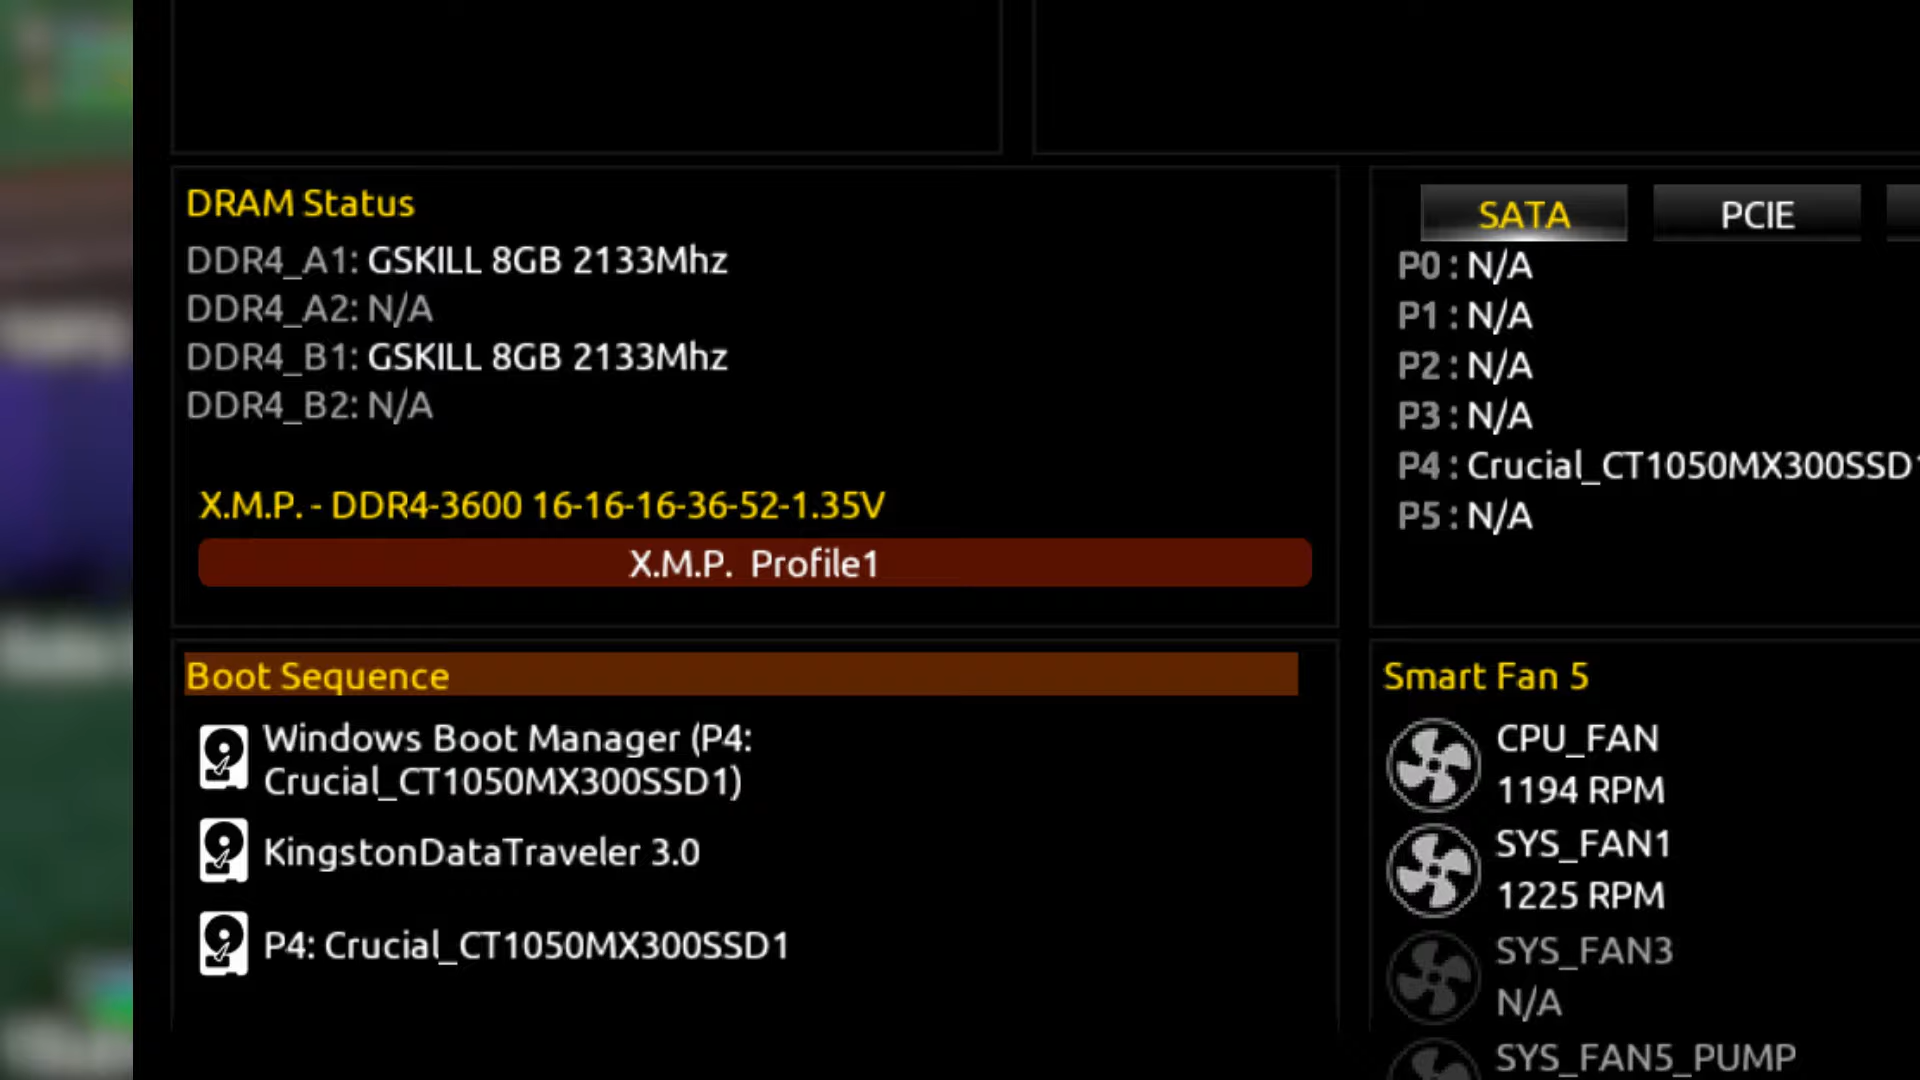 DRAM Status
DDR4_A1: GSKILL 8GB 2133Mhz
DDR4_A2: N/A
DDR4_B1: GSKILL 8GB 2133Mhz
DDR4_B2: N/A
X.M.P. - DDR4-3600 16-16-16-36-52-1.35V
X.M.P. Profile1
SATA PCIE
P0 : N/A
P1 : N/A
P2 : N/A
P3 : N/A
P4 : Crucial_CT1050MX300SSD1
P5 : N/A
Boot Sequence
Windows Boot Manager (P4:
Crucial_CT1050MX300SSD1)
KingstonDataTraveler 3.0
P4: Crucial_CT1050MX300SSD1
Smart Fan 5
CPU_FAN
1194 RPM
SYS_FAN1
1225 RPM
SYS_FAN3
N/A
SYS_FAN5_PUMP